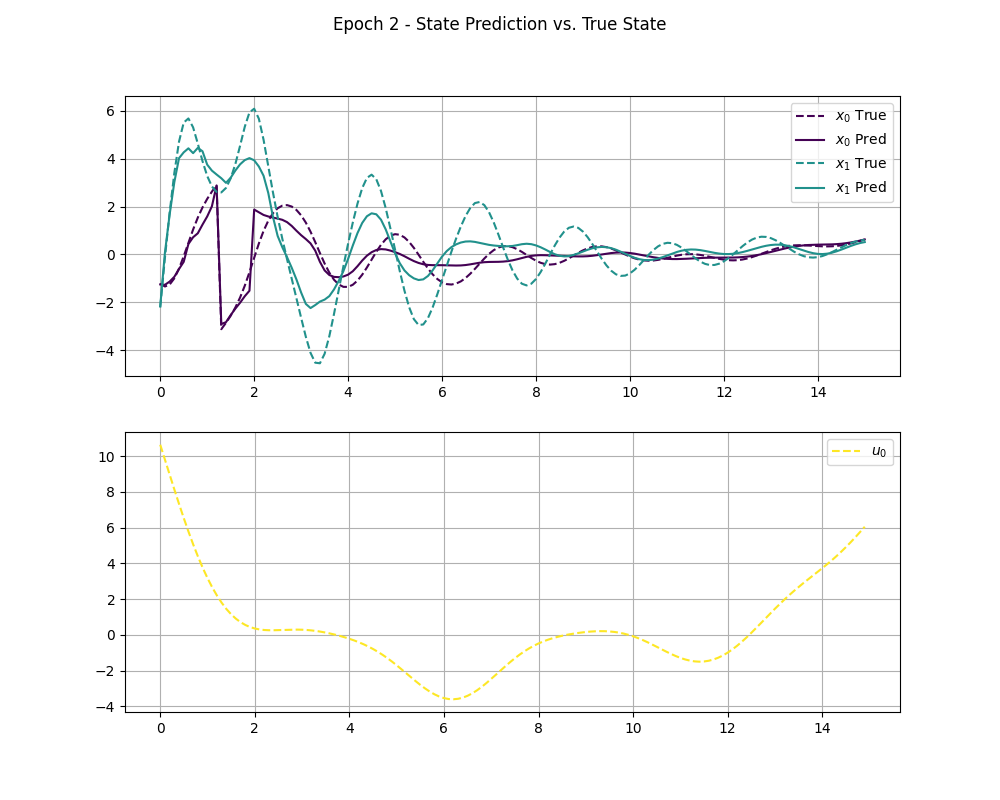 Epoch 2 - State Prediction vs. True State
6
4
2
0
−2
−4
x₀ True
x₀ Pred
x₁ True
x₁ Pred
0 2 4 6 8 10 12 14
10
8
6
4
2
0
−2
−4
u₀
0 2 4 6 8 10 12 14